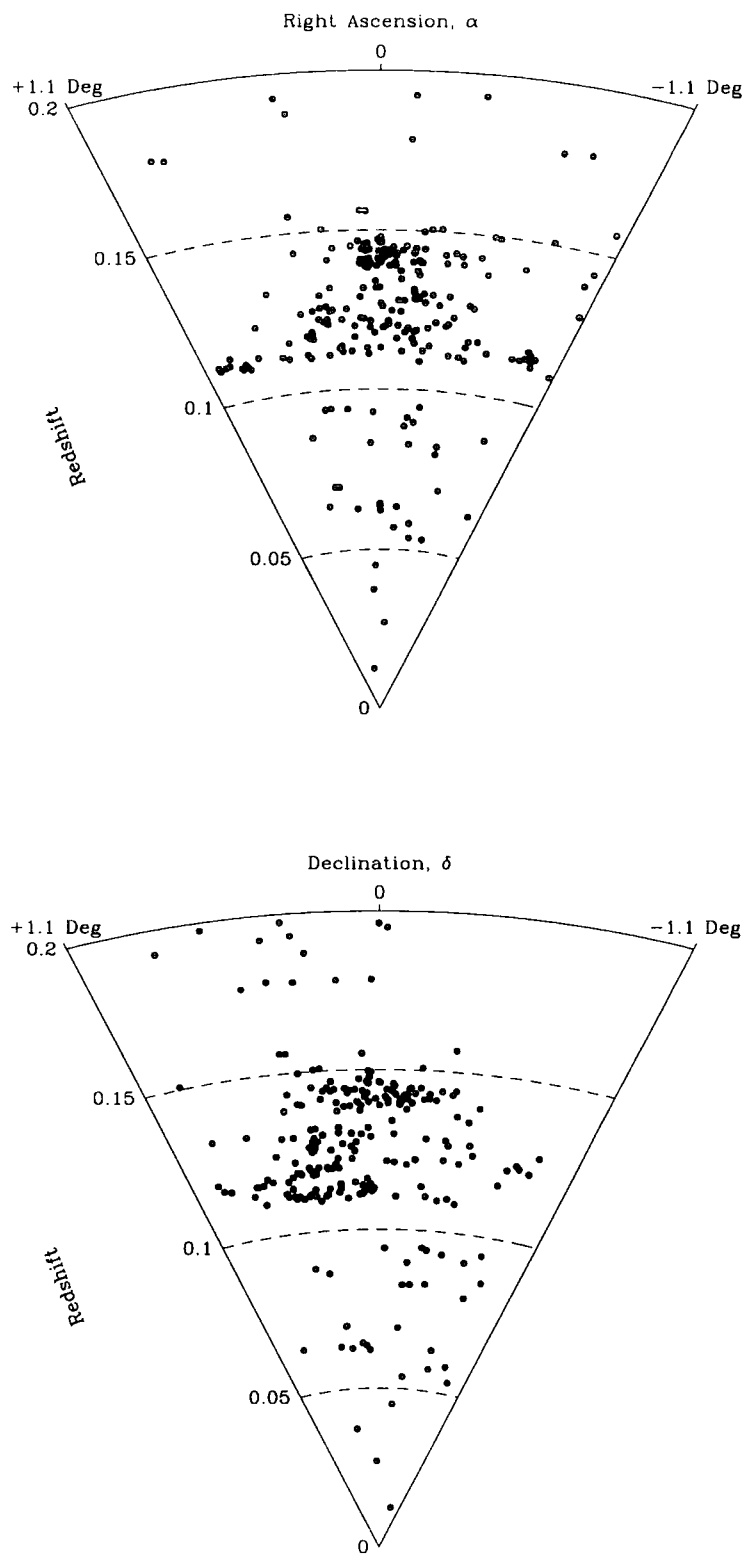 Right Ascension, α
0
+1.1 Deg
−1.1 Deg
0.2
0.15
0.1
Redshift
0.05
0
Declination, δ
0
+1.1 Deg
−1.1 Deg
0.2
0.15
0.1
Redshift
0.05
0